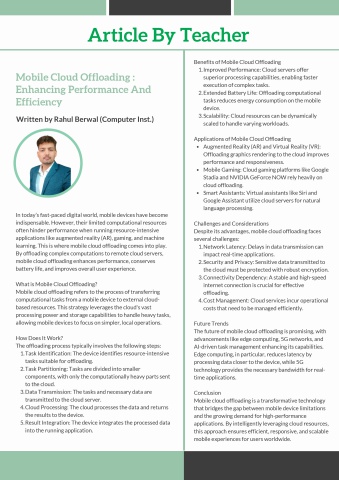 Article By Teacher
Mobile Cloud Offloading :
Enhancing Performance And
Efficiency
Written by Rahul Berwal (Computer Inst.)
In today's fast-paced digital world, mobile devices have become
indispensable. However, their limited computational resources
often hinder performance when running resource-intensive
applications like augmented reality (AR), gaming, and machine
learning. This is where mobile cloud offloading comes into play.
By offloading complex computations to remote cloud servers,
mobile cloud offloading enhances performance, conserves
battery life, and improves overall user experience.
What is Mobile Cloud Offloading?
Mobile cloud offloading refers to the process of transferring
computational tasks from a mobile device to external cloud-
based resources. This strategy leverages the cloud's vast
processing power and storage capabilities to handle heavy tasks,
allowing mobile devices to focus on simpler, local operations.
How Does It Work?
The offloading process typically involves the following steps:
1. Task Identification: The device identifies resource-intensive
tasks suitable for offloading.
2. Task Partitioning: Tasks are divided into smaller
components, with only the computationally heavy parts sent
to the cloud.
3. Data Transmission: The tasks and necessary data are
transmitted to the cloud server.
4. Cloud Processing: The cloud processes the data and returns
the results to the device.
5. Result Integration: The device integrates the processed data
into the running application.
Benefits of Mobile Cloud Offloading
1. Improved Performance: Cloud servers offer
superior processing capabilities, enabling faster
execution of complex tasks.
2. Extended Battery Life: Offloading computational
tasks reduces energy consumption on the mobile
device.
3. Scalability: Cloud resources can be dynamically
scaled to handle varying workloads.
Applications of Mobile Cloud Offloading
• Augmented Reality (AR) and Virtual Reality (VR):
Offloading graphics rendering to the cloud improves
performance and responsiveness.
• Mobile Gaming: Cloud gaming platforms like Google
Stadia and NVIDIA GeForce NOW rely heavily on
cloud offloading.
• Smart Assistants: Virtual assistants like Siri and
Google Assistant utilize cloud servers for natural
language processing.
Challenges and Considerations
Despite its advantages, mobile cloud offloading faces
several challenges:
1. Network Latency: Delays in data transmission can
impact real-time applications.
2. Security and Privacy: Sensitive data transmitted to
the cloud must be protected with robust encryption.
3. Connectivity Dependency: A stable and high-speed
internet connection is crucial for effective
offloading.
4. Cost Management: Cloud services incur operational
costs that need to be managed efficiently.
Future Trends
The future of mobile cloud offloading is promising, with
advancements like edge computing, 5G networks, and
AI-driven task management enhancing its capabilities.
Edge computing, in particular, reduces latency by
processing data closer to the device, while 5G
technology provides the necessary bandwidth for real-
time applications.
Conclusion
Mobile cloud offloading is a transformative technology
that bridges the gap between mobile device limitations
and the growing demand for high-performance
applications. By intelligently leveraging cloud resources,
this approach ensures efficient, responsive, and scalable
mobile experiences for users worldwide.